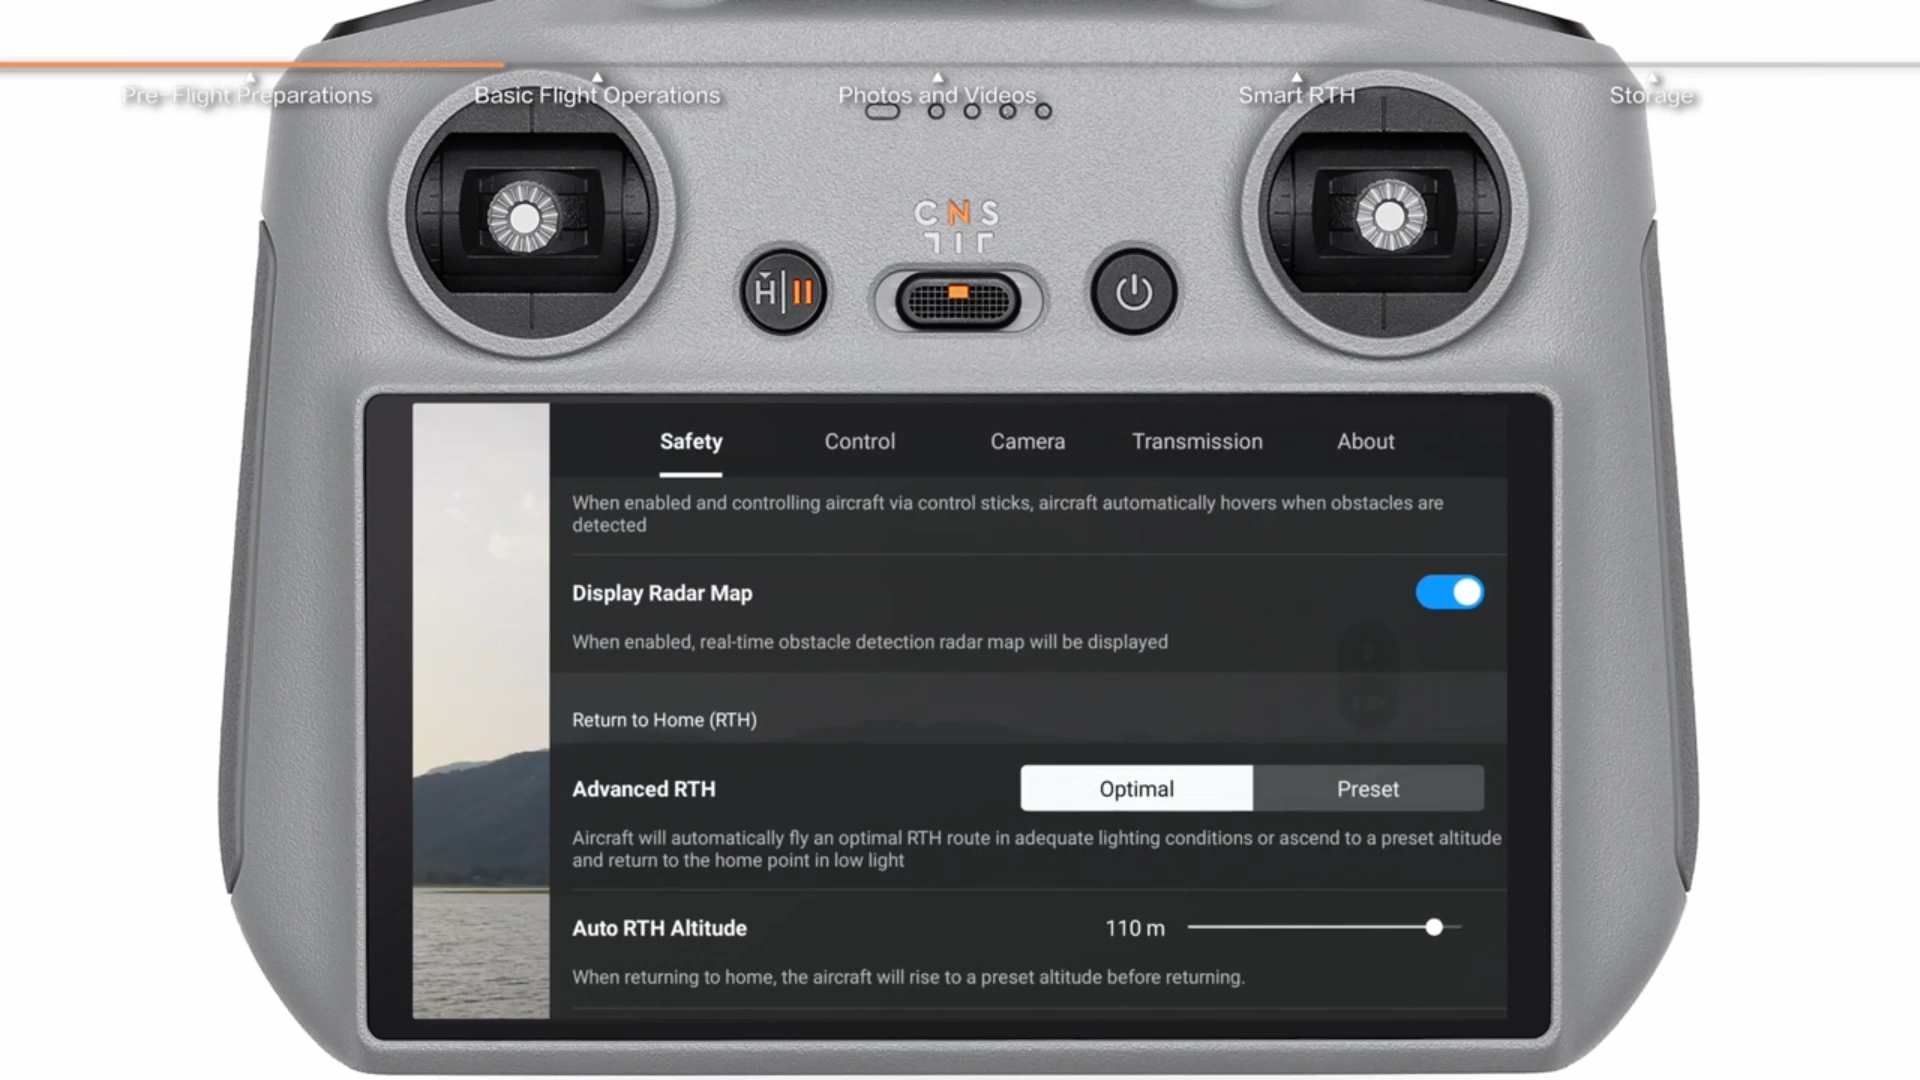 Pre-Flight Preparations
Basic Flight Operations
Photos and Videos
Smart RTH
Storage
C N S
H
Safety
Control
Camera
Transmission
About
When enabled and controlling aircraft via control sticks, aircraft automatically hovers when obstacles are
detected
Display Radar Map
When enabled, real-time obstacle detection radar map will be displayed
Return to Home (RTH)
Advanced RTH
Optimal
Preset
Aircraft will automatically fly an optimal RTH route in adequate lighting conditions or ascend to a preset altitude
and return to the home point in low light
Auto RTH Altitude
110 m
When returning to home, the aircraft will rise to a preset altitude before returning.